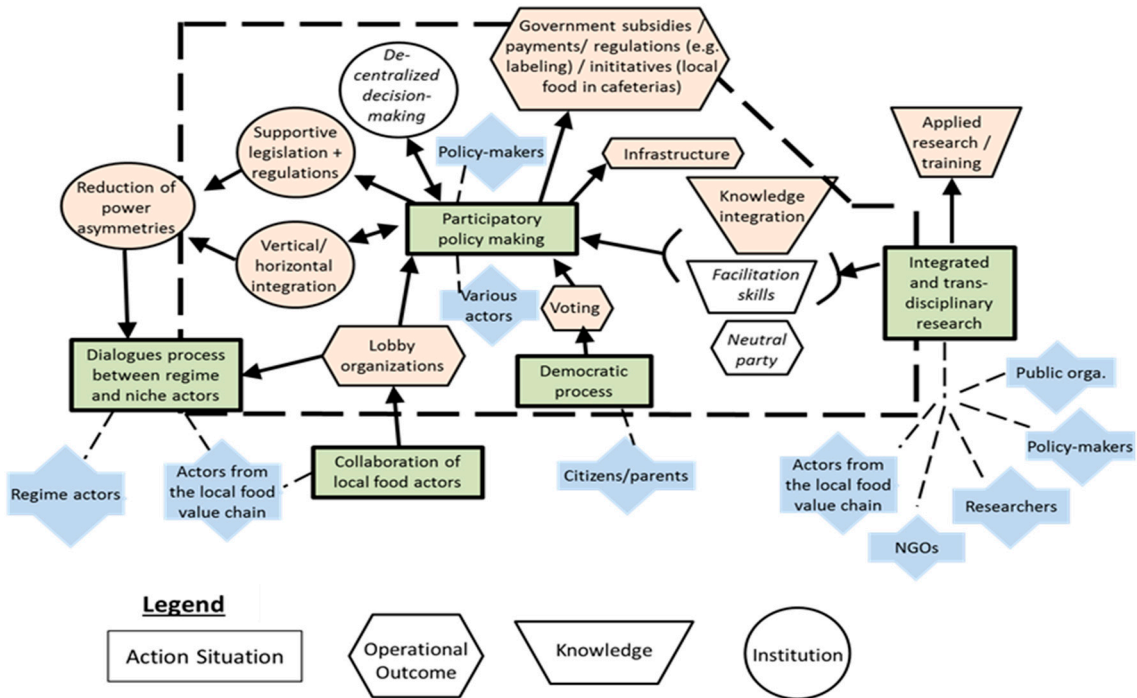 Government subsidies /
payments/ regulations (e.g.
labeling) / inititatives (local
food in cafeterias)
De-
centralized
decision-
making
Policy-makers
Supportive
legislation +
regulations
Infrastructure
Applied
research /
training
Reduction of
power
asymmetries
Knowledge
integration
Participatory
policy making
Vertical/
horizontal
integration
Facilitation
skills
Integrated
and trans-
disciplinary
research
Various
actors
Voting
Neutral
party
Lobby
organizations
Dialogues process
between regime
and niche actors
Democratic
process
Public orga.
Policy-makers
Collaboration of
local food actors
Regime actors
Actors from
the local food
value chain
Citizens/parents
Actors from
the local food
value chain
Researchers
NGOs
Legend
Action Situation
Operational
Outcome
Knowledge
Institution